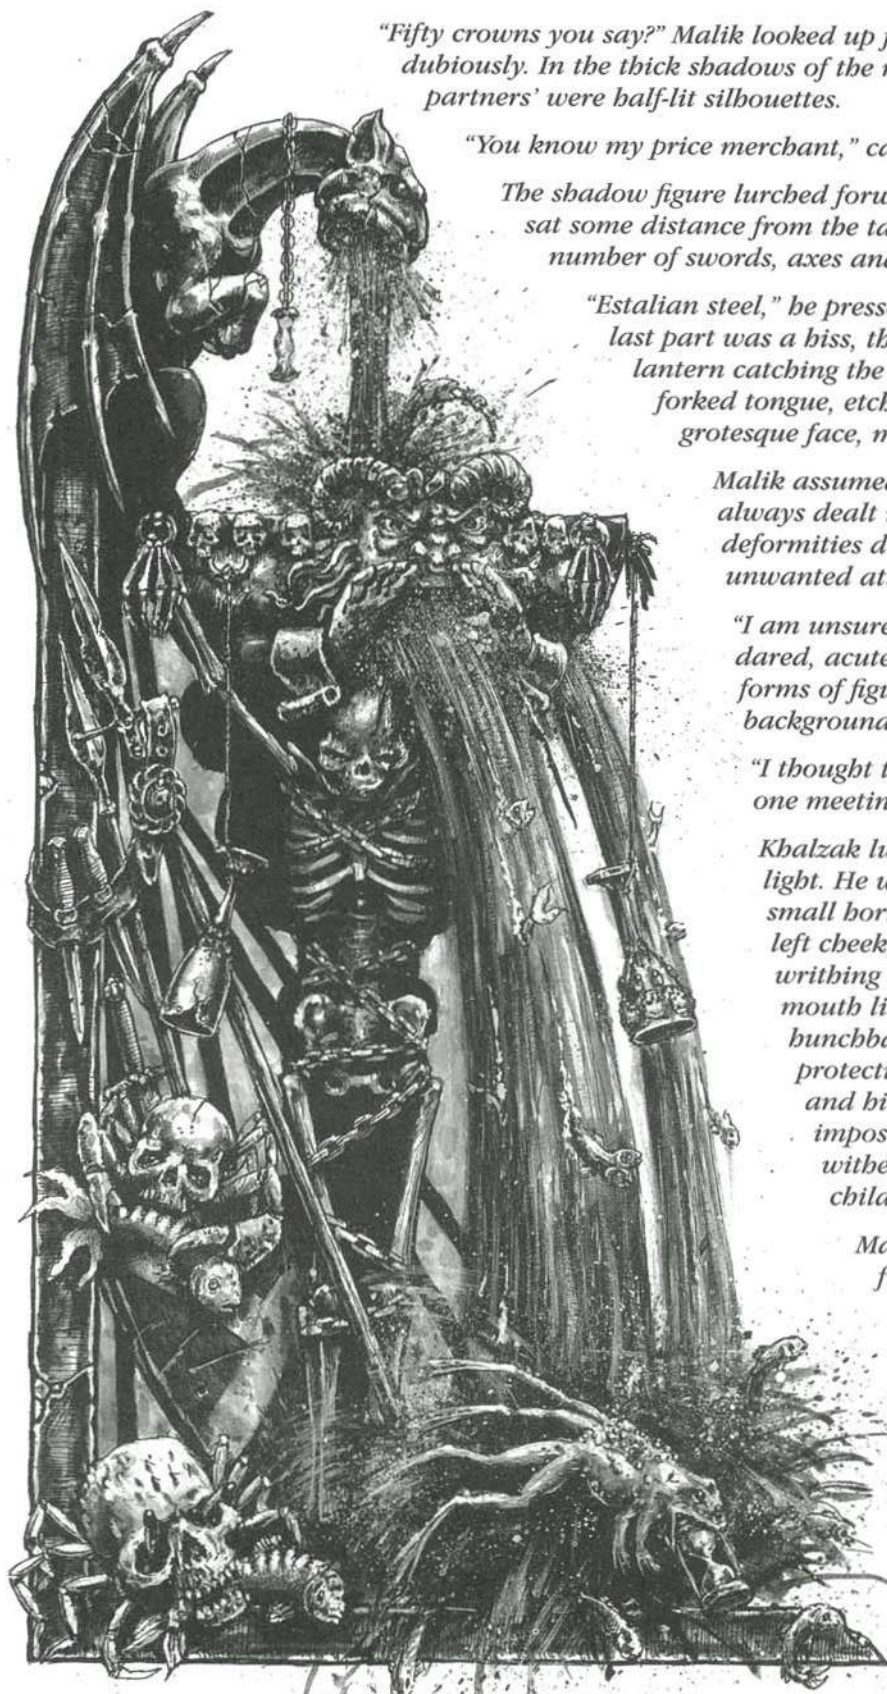 "Fifty crowns you say?" Malik looked up
dubiously. In the thick shadows of the
partners' were half-lit silhouettes.
"You know my price merchant," ca
The shadow figure lurched forw
sat some distance from the ta
number of swords, axes and
"Estalian steel," he press
last part was a hiss, th
lantern catching the
forked tongue, etch
grotesque face, m
Malik assumed
always dealt
deformities d
unwanted at
"I am unsure
dared, acute
forms of figu
background
"I thought t
one meetin
Khalzak lu
light. He
small hor
left cheek
writhing
mouth li
hunchba
protecti
and hi
impos
withe
child
Ma
f